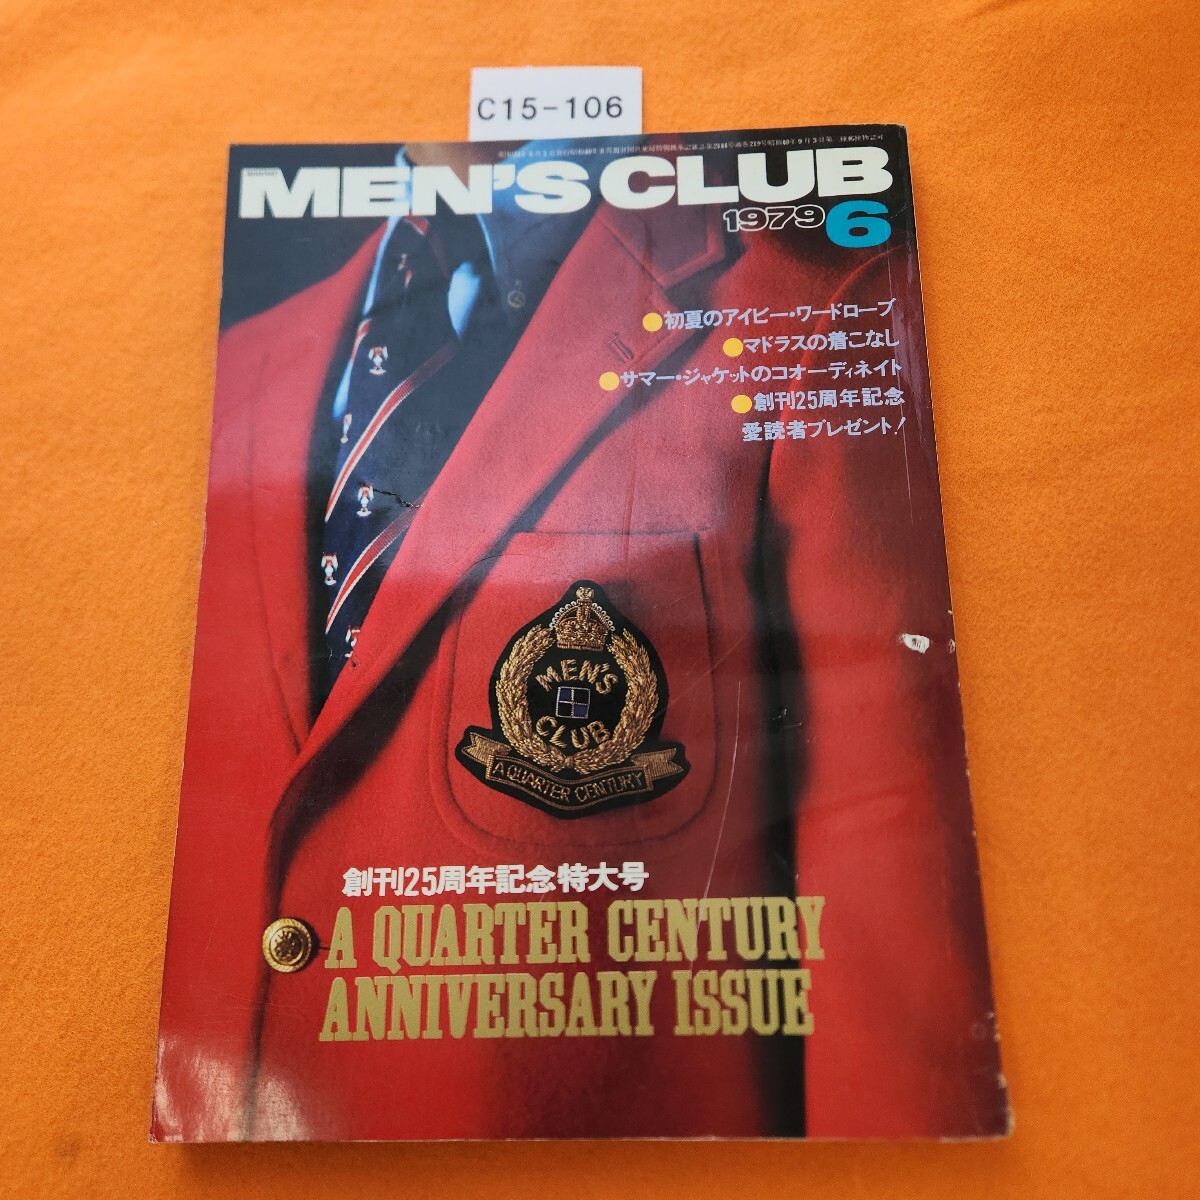 C15-106
MEN'S CLUB
1979 6
●初夏のアイビー・ワードローブ
●マドラスの着こなし
●サマー・ジャケットのコオーディネイト
●創刊25周年記念
愛読者プレゼント!
MEN'S
CLUB
A QUARTER CENTURY
創刊25周年記念特大号
A QUARTER CENTURY
ANNIVERSARY ISSUE